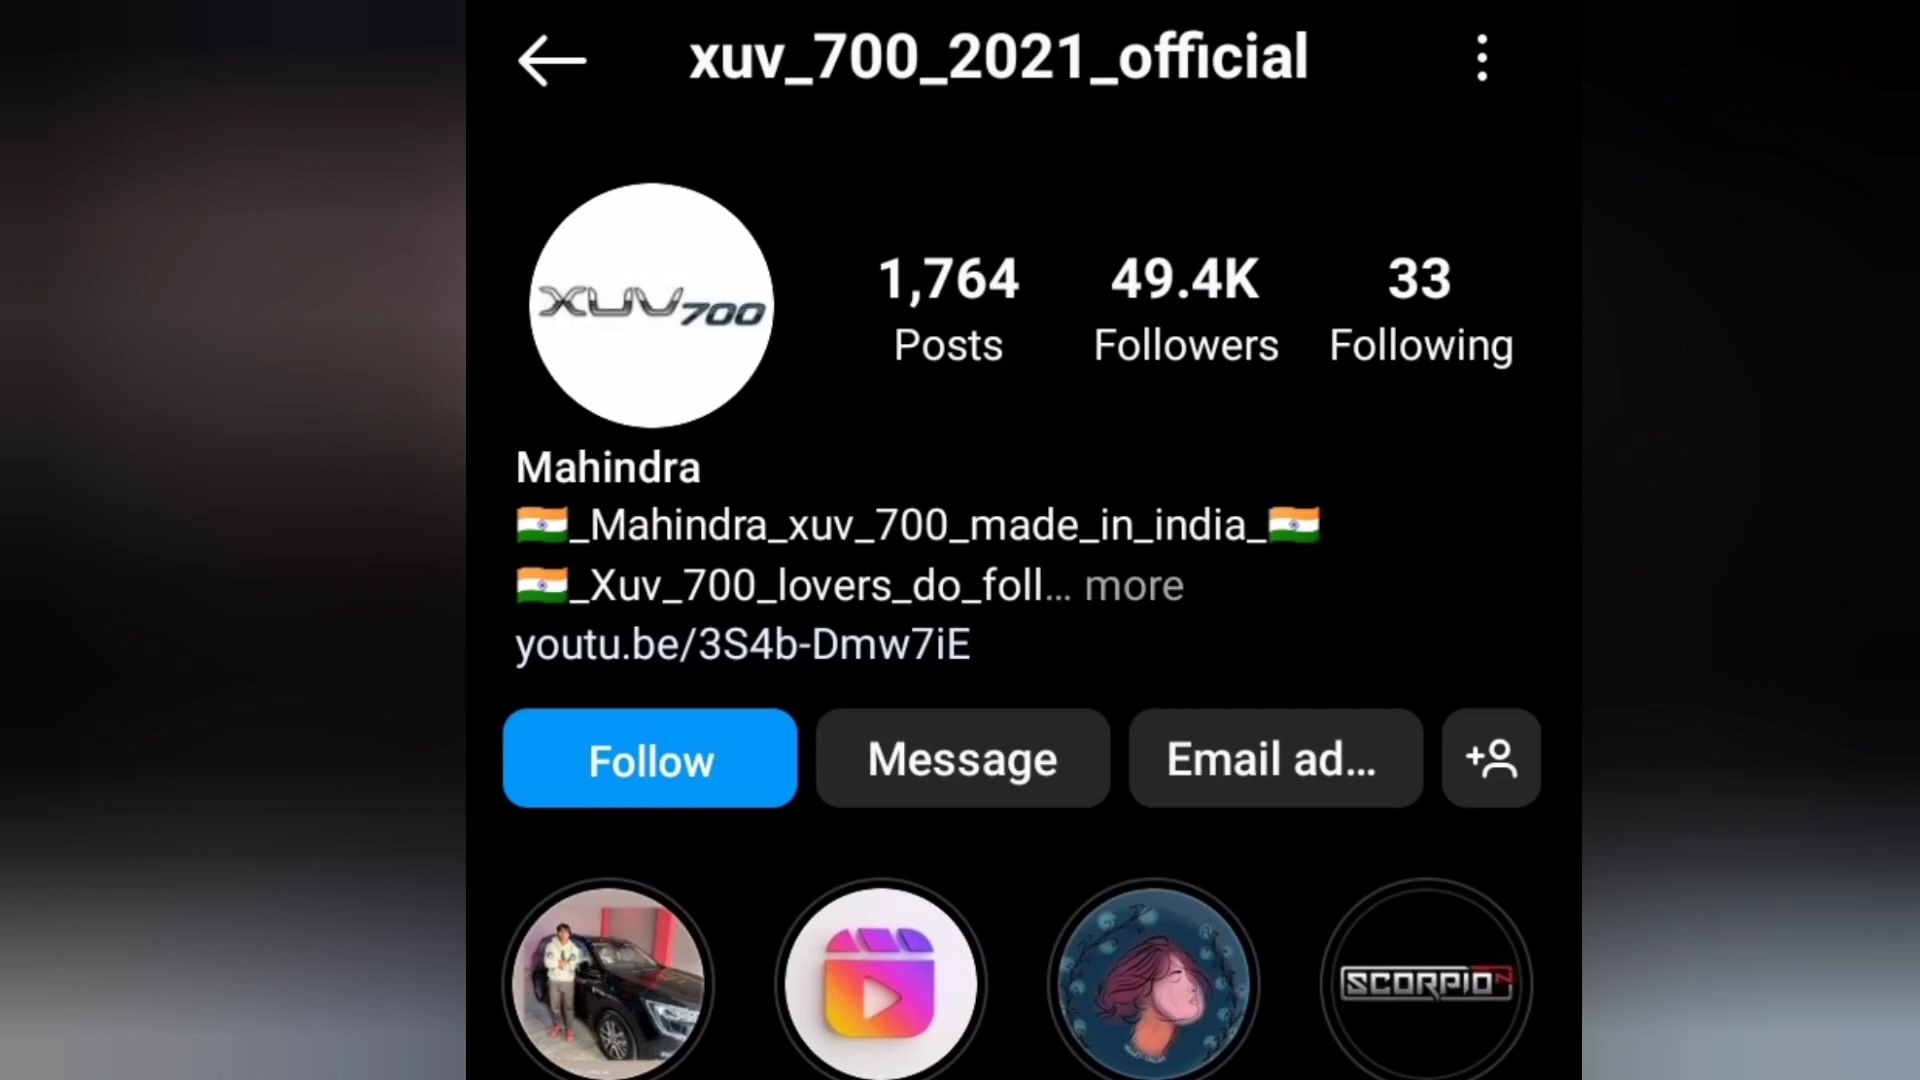 xuv_700_2021_official
XUV700
1,764
Posts
49.4K
Followers
33
Following
Mahindra
🇮🇳_Mahindra_xuv_700_made_in_india_🇮🇳
🇮🇳_Xuv_700_lovers_do_foll... more
youtu.be/3S4b-Dmw7iE
Follow
Message
Email ad...
SCORPIO N